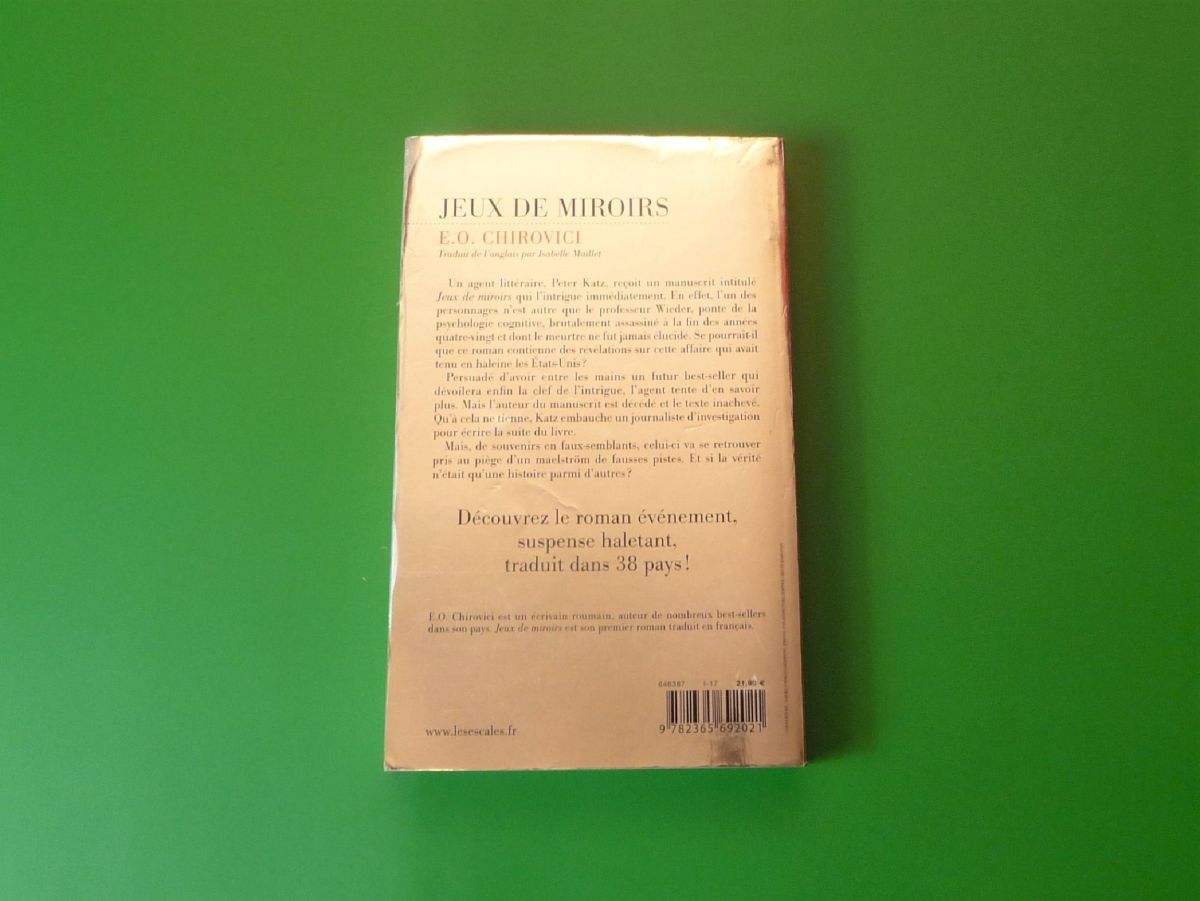 JEUX DE MIROIRS
E.O. CHIROVICI
Traduit de l'anglais par Isabelle Maillet
Un agent littéraire, Peter Katz, reçoit un manuscrit intitulé
Jeux de miroirs qui l'intrigue immédiatement. En effet, l'un des
personnages n'est autre que le professeur Wieder, ponte de la
psychologie cognitive, brutalement assassiné à la fin des années
quatre-vingt et dont le meurtre ne fut jamais élucidé. Se pourrait-il
que ce roman contienne des révélations sur cette affaire qui avait
tenu en haleine les États-Unis ?
Persuadé d'avoir entre les mains un futur best-seller qui
dévoilera enfin la clef de l'intrigue, l'agent tente d'en savoir
plus. Mais l'auteur du manuscrit est décédé et le texte inachevé.
Qu'à cela ne tienne, Katz embauche un journaliste d'investigation
pour écrire la suite du livre.
Mais, de souvenirs en faux-semblants, celui-ci va se retrouver
pris au piège d'un maelström de fausses pistes. Et si la vérité
n'était qu'une histoire parmi d'autres ?
Découvrez le roman événement,
suspense haletant,
traduit dans 38 pays !
E.O. Chirovici est un écrivain roumain, auteur de nombreux best-sellers
dans son pays. Jeux de miroirs est son premier roman traduit en français.
646387 I-17 21,90 €
9 782365 692021
www.lesescales.fr